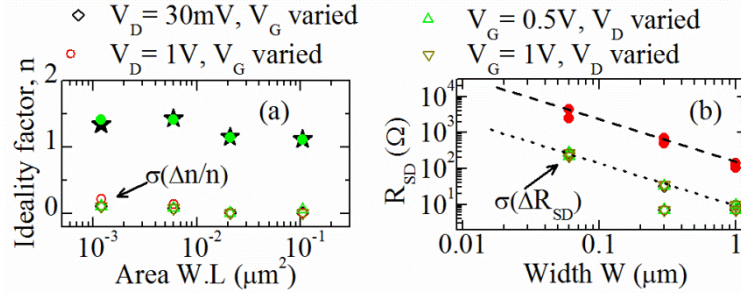 V_D = 30mV, V_G varied
V_G = 0.5V, V_D varied
V_D = 1V, V_G varied
V_G = 1V, V_D varied
Ideality factor, n
2
1
0
(a)
σ(Δn/n)
10^-3 10^-2 10^-1
Area W.L (μm^2)
R_SD (Ω)
10^4
10^3
10^2
10^1
(b)
σ(ΔR_SD)
0.01 0.1 1
Width W (μm)